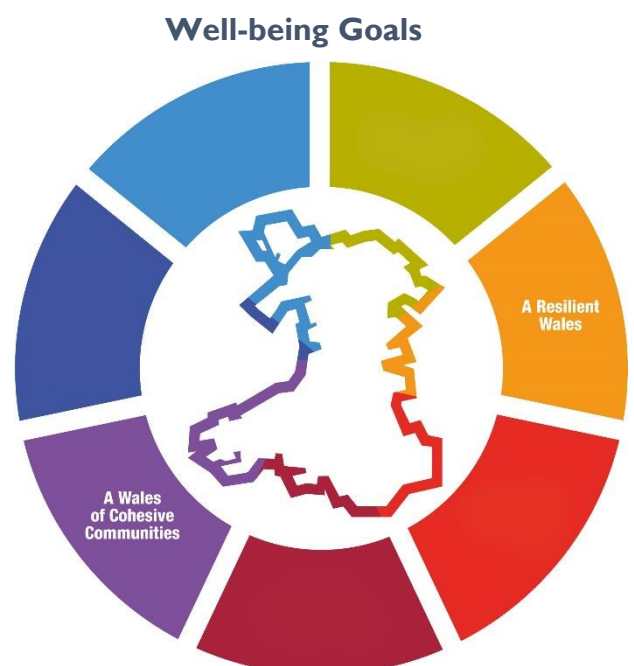 Well-being Goals
A Resilient
Wales
A Wales
of Cohesive
Communities